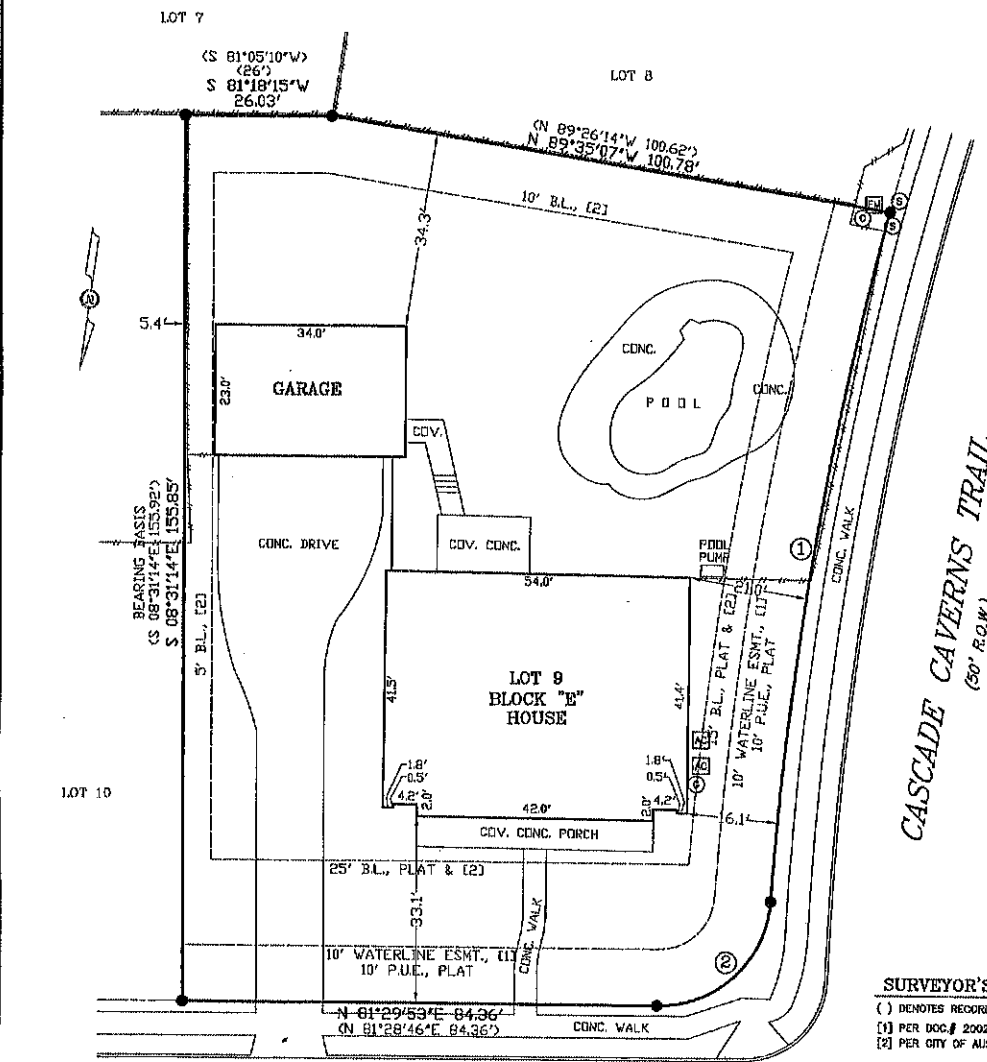 LOT 7
(S 81°05'10"W)
(26')
S 81°18'15"W
26.03'
LOT 8
(N 89°26'14"W 100.62')
N 89°35'07"W 100.78'
10' B.L., [2]
EM
C
S
S
34.3'
N
5.4'
34.0'
23.0'
GARAGE
CONC.
CONC.
POOL
COV.
BEARING BASIS
(S 08°31'14"E 155.92')
S 08°31'14"E 155.85'
CONC. DRIVE
COV. CONC.
POOL
PUMP
1
CONC. WALK
CASCADE CAVERNS TRAIL
(50' R.O.W.)
54.0'
5' B.L., [2]
41.5'
LOT 9
BLOCK "E"
HOUSE
41.4'
15' B.L., PLAT & [2]
10' WATERLINE ESMT., [1]
10' P.U.E., PLAT
AC
AC
C
LOT 10
1.8'
0.5'
4.2'
2.0'
42.0'
1.8'
0.5'
4.2'
2.0'
16.1'
COV. CONC. PORCH
25' B.L., PLAT & [2]
33.1'
CONC. WALK
10' WATERLINE ESMT., [1]
10' P.U.E., PLAT
2
N 81°29'53"E 84.36'
(N 81°28'46"E 84.36')
CONC. WALK
SURVEYOR'S
( ) DENOTES RECOR
[1] PER DOC.# 2002
[2] PER CITY OF AUS